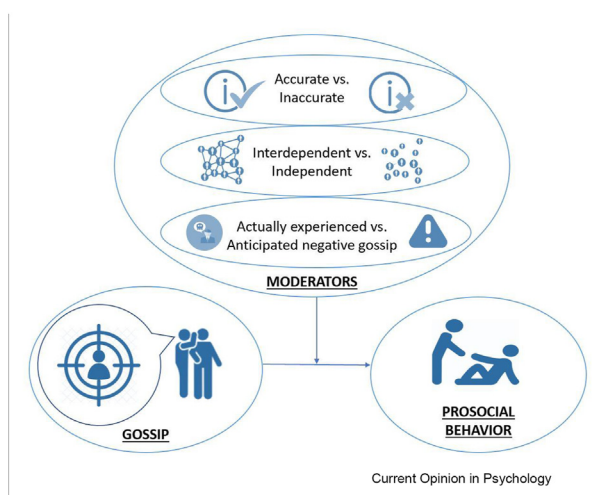 Accurate vs.
Inaccurate
Interdependent vs.
Independent
Actually experienced vs.
Anticipated negative gossip
MODERATORS
GOSSIP
PROSOCIAL
BEHAVIOR
Current Opinion in Psychology